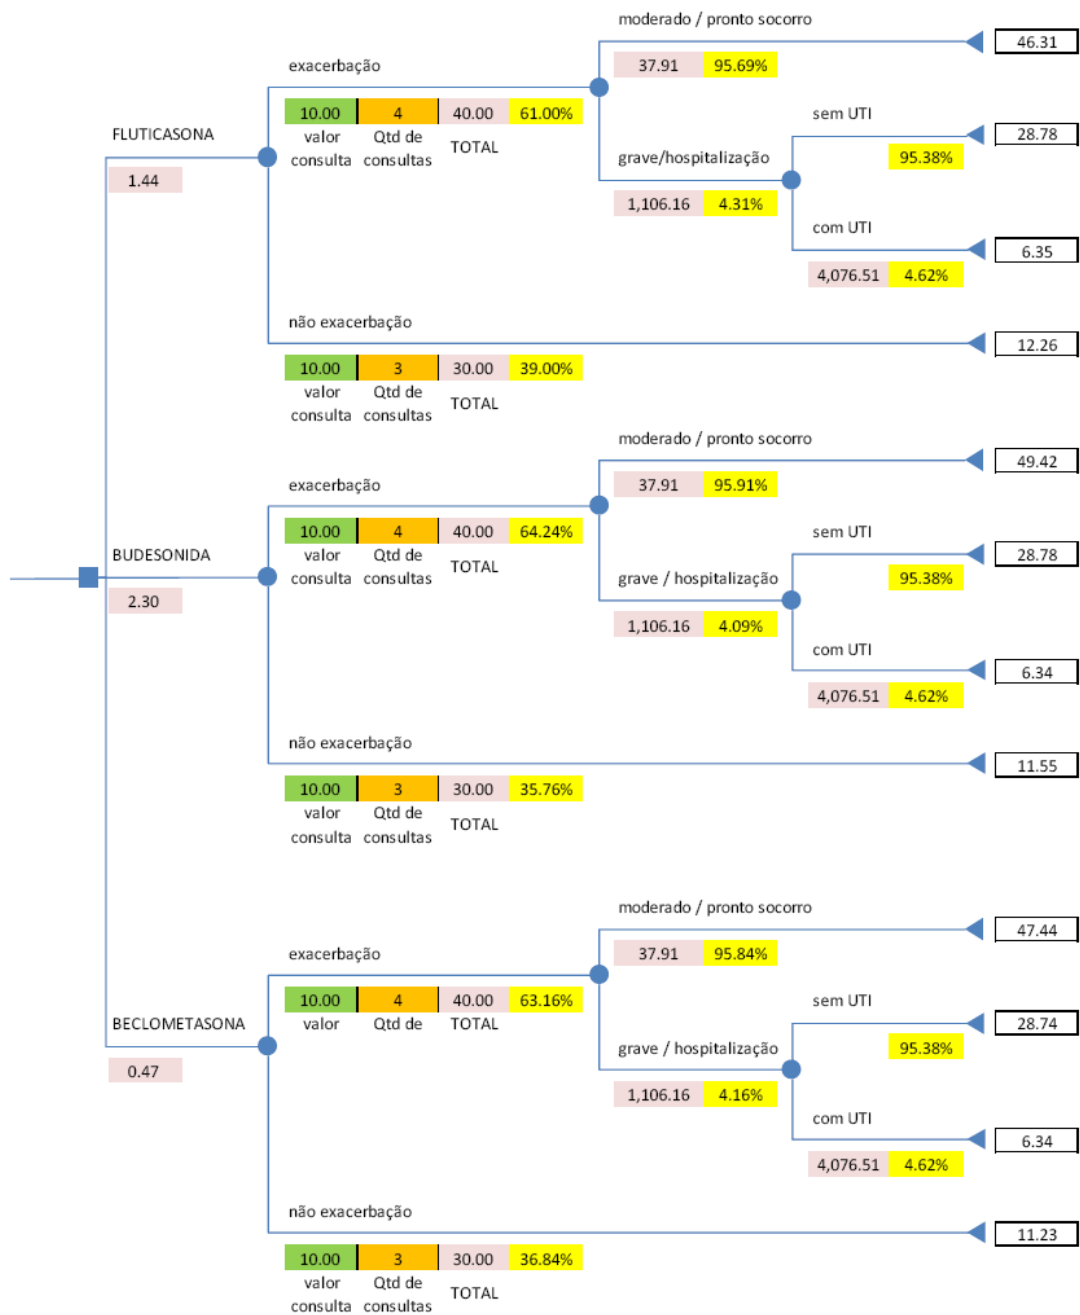 moderado / pronto socorro
46.31
exacerbação
37.91 95.69%
10.00 4 40.00 61.00%
sem UTI
FLUTICASONA
valor Qtd de
consulta consultas TOTAL
28.78
grave/hospitalização
95.38%
1.44
1,106.16 4.31%
com UTI
6.35
4,076.51 4.62%
não exacerbação
12.26
10.00 3 30.00 39.00%
valor Qtd de
consulta consultas TOTAL
moderado / pronto socorro
49.42
exacerbação
37.91 95.91%
10.00 4 40.00 64.24%
sem UTI
BUDESONIDA
valor Qtd de
consulta consultas TOTAL
28.78
grave / hospitalização
95.38%
2.30
1,106.16 4.09%
com UTI
6.34
4,076.51 4.62%
não exacerbação
11.55
10.00 3 30.00 35.76%
valor Qtd de
consulta consultas TOTAL
moderado / pronto socorro
47.44
exacerbação
37.91 95.84%
10.00 4 40.00 63.16%
sem UTI
BECLOMETASONA
valor Qtd de TOTAL
28.74
grave / hospitalização
95.38%
0.47
1,106.16 4.16%
com UTI
6.34
4,076.51 4.62%
não exacerbação
11.23
10.00 3 30.00 36.84%
valor Qtd de
consulta consultas TOTAL